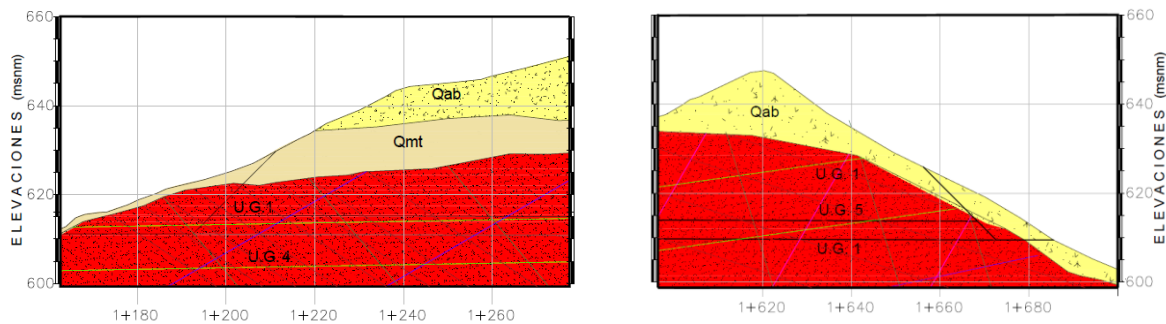 ELEVACIONES (msnm)
660
640
620
600
Qab
Qmt
U.G.1
U.G.4
1+180
1+200
1+220
1+240
1+260
Qab
U.G. 1
U.G. 5
U.G. 1
660
640
620
600
ELEVACIONES (msnm)
1+620
1+640
1+660
1+680